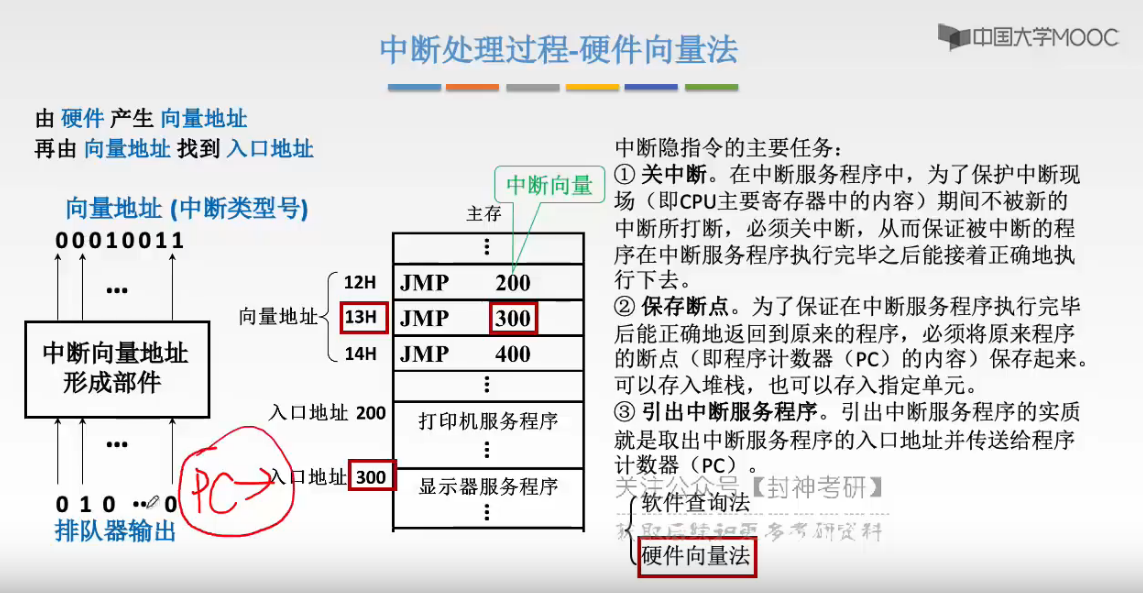 中国大学MOOC
中断处理过程-硬件向量法
由 硬件 产生 向量地址
再由 向量地址 找到 入口地址
向量地址 (中断类型号)
00010011
...
中断向量地址
形成部件
...
0 1 0 ... 0
排队器输出
PC→
中断向量
主存
⋮
向量地址
12H JMP 200
13H JMP 300
14H JMP 400
⋮
入口地址 200 打印机服务程序
⋮
入口地址 300 显示器服务程序
⋮
中断隐指令的主要任务:
① 关中断。在中断服务程序中，为了保护中断现
场（即CPU主要寄存器中的内容）期间不被新的
中断所打断，必须关中断，从而保证被中断的程
序在中断服务程序执行完毕之后能接着正确地执
行下去。
② 保存断点。为了保证在中断服务程序执行完毕
后能正确地返回到原来的程序，必须将原来程序
的断点（即程序计数器（PC）的内容）保存起来。
可以存入堆栈，也可以存入指定单元。
③ 引出中断服务程序。引出中断服务程序的实质
就是取出中断服务程序的入口地址并传送给程序
计数器（PC）。
关注公众号【封神考研】
软件查询法
获取后续和更多考研资料
硬件向量法